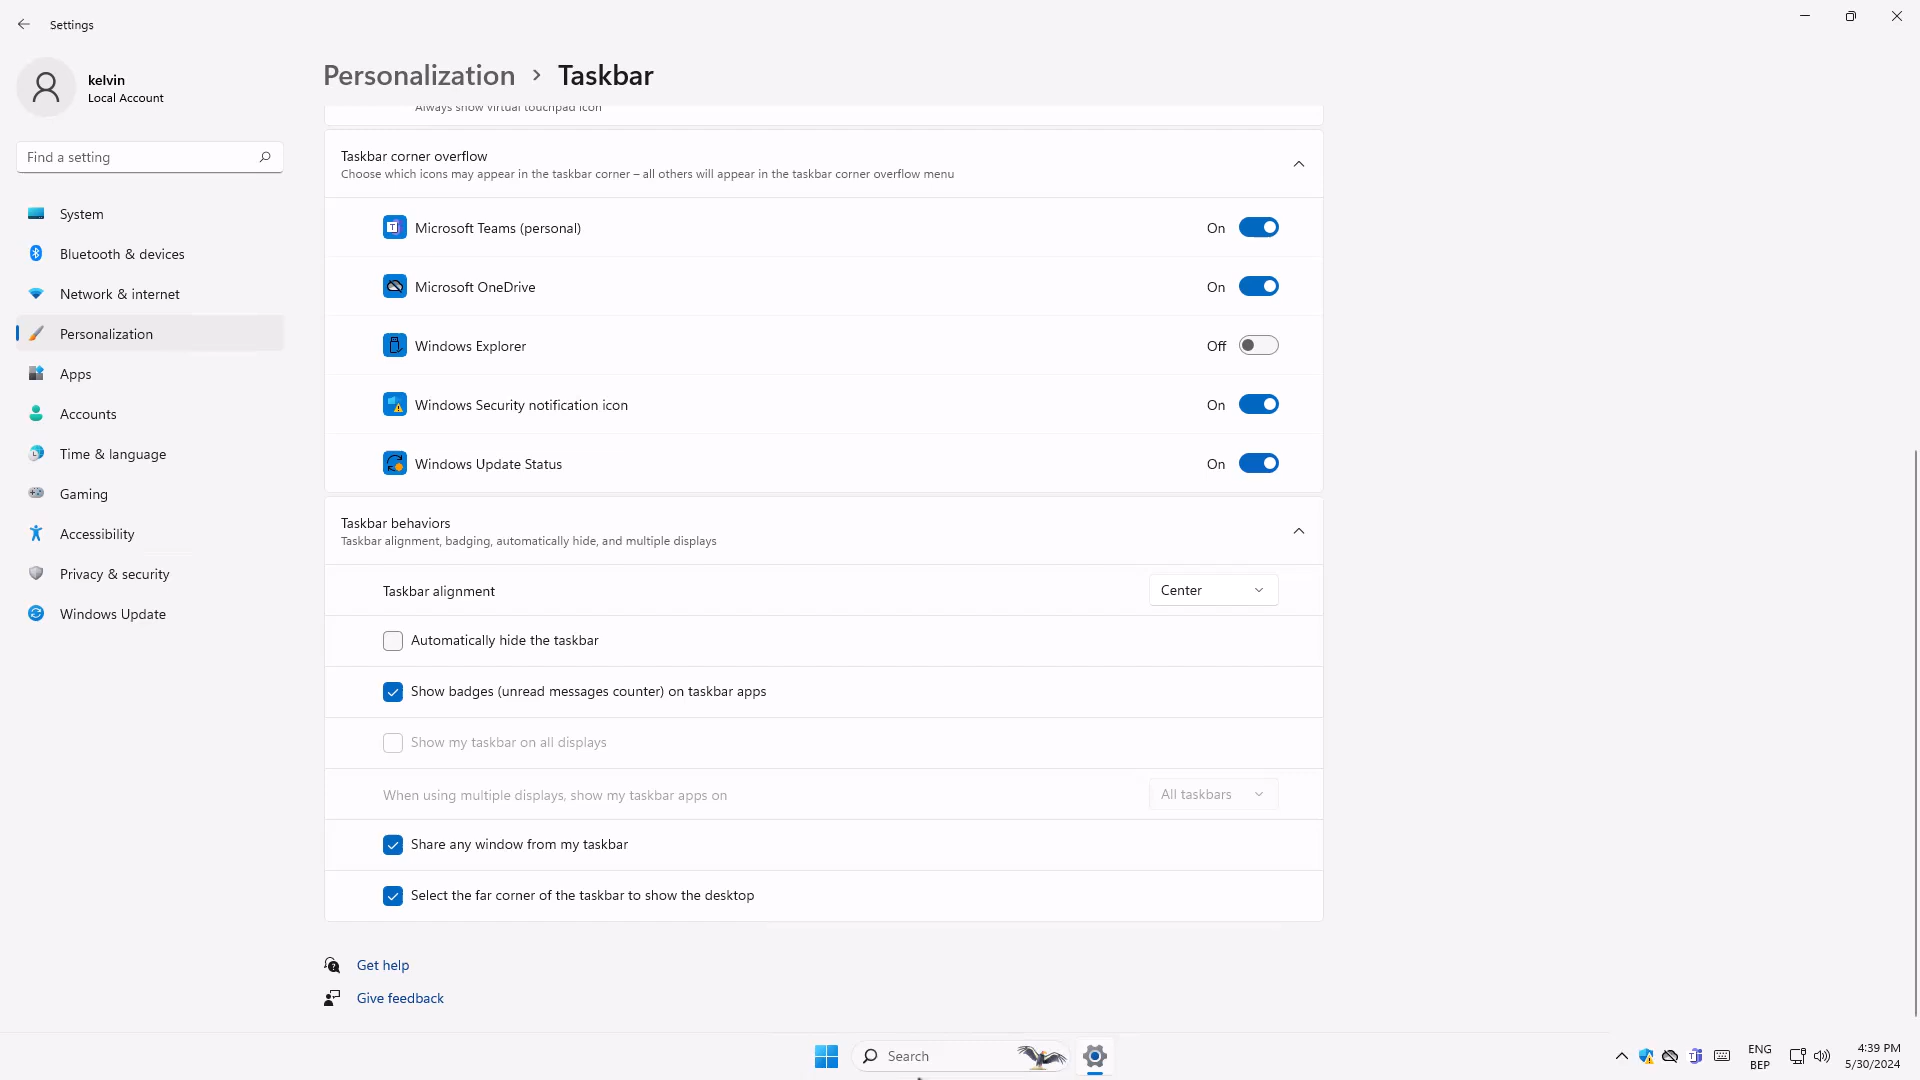 Settings
kelvin
Local Account
Find a setting
System
Bluetooth & devices
Network & internet
Personalization
Apps
Accounts
Time & language
Gaming
Accessibility
Privacy & security
Windows Update
Personalization > Taskbar
Always show virtual touchpad icon
Taskbar corner overflow
Choose which icons may appear in the taskbar corner – all others will appear in the taskbar corner overflow menu
Microsoft Teams (personal) On
Microsoft OneDrive On
Windows Explorer Off
Windows Security notification icon On
Windows Update Status On
Taskbar behaviors
Taskbar alignment, badging, automatically hide, and multiple displays
Taskbar alignment Center
Automatically hide the taskbar
Show badges (unread messages counter) on taskbar apps
Show my taskbar on all displays
When using multiple displays, show my taskbar apps on All taskbars
Share any window from my taskbar
Select the far corner of the taskbar to show the desktop
Get help
Give feedback
Search
ENG
BEP
4:39 PM
5/30/2024